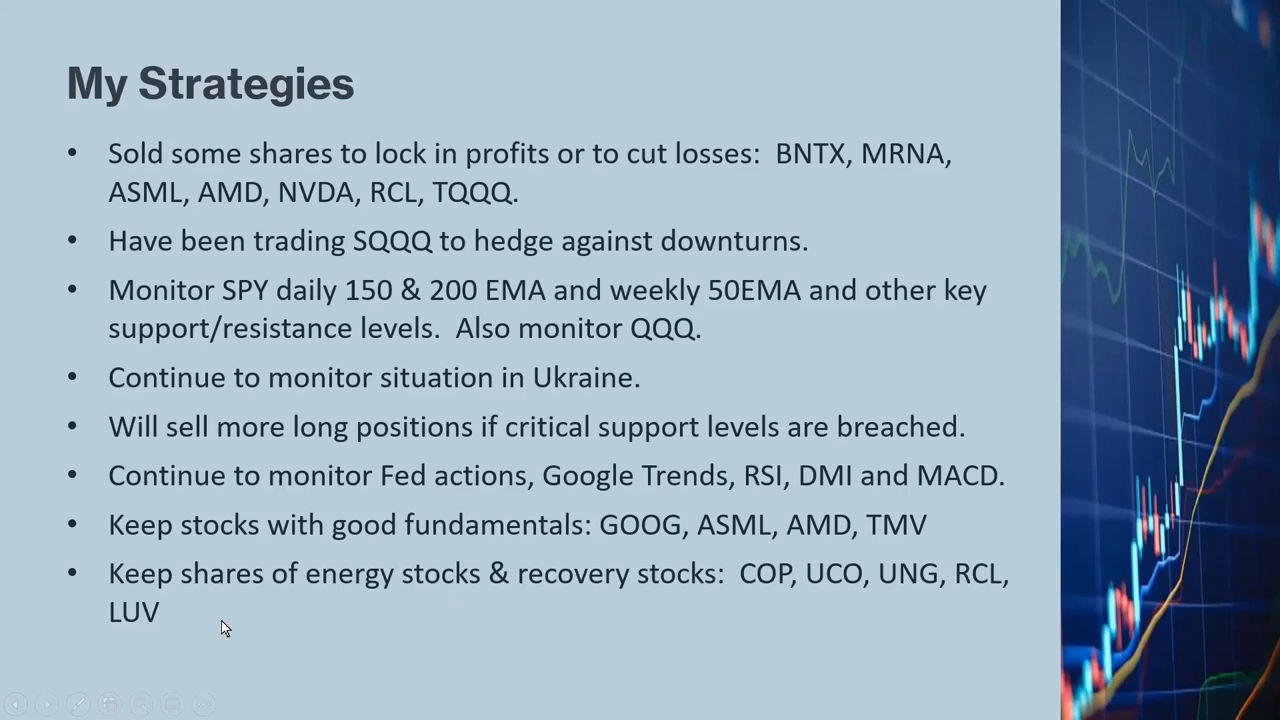 My Strategies
• Sold some shares to lock in profits or to cut losses:  BNTX, MRNA,
ASML, AMD, NVDA, RCL, TQQQ.
• Have been trading SQQQ to hedge against downturns.
• Monitor SPY daily 150 & 200 EMA and weekly 50EMA and other key
support/resistance levels.  Also monitor QQQ.
• Continue to monitor situation in Ukraine.
• Will sell more long positions if critical support levels are breached.
• Continue to monitor Fed actions, Google Trends, RSI, DMI and MACD.
• Keep stocks with good fundamentals: GOOG, ASML, AMD, TMV
• Keep shares of energy stocks & recovery stocks:  COP, UCO, UNG, RCL,
LUV